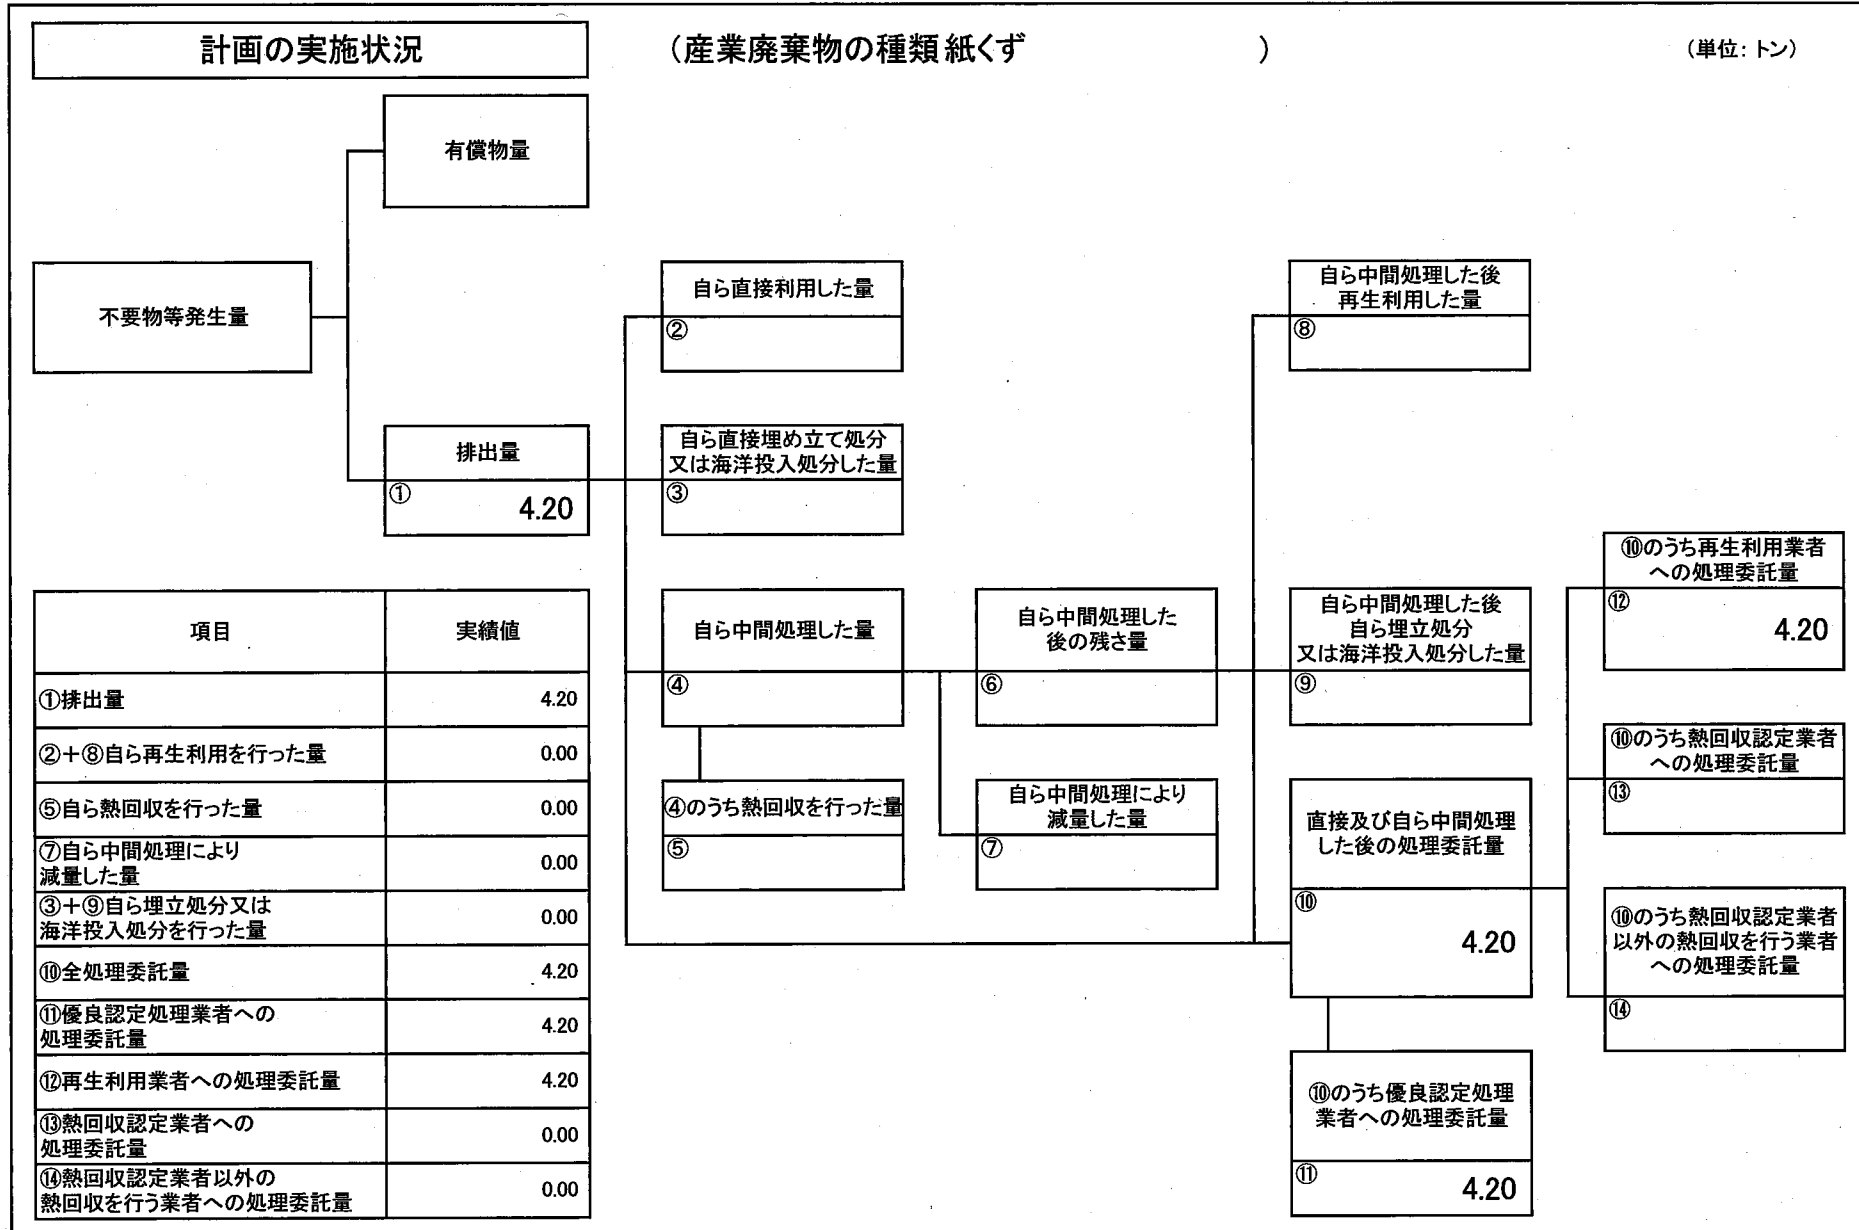 計画の実施状況
（産業廃棄物の種類 紙くず　　　　　　　）
（単位：トン）
有償物量
不要物等発生量
自ら直接利用した量
②
自ら中間処理した後
再生利用した量
⑧
排出量
①
4.20
自ら直接埋め立て処分
又は海洋投入処分した量
③
⑩のうち再生利用業者
への処理委託量
⑫
4.20
自ら中間処理した量
④
自ら中間処理した
後の残さ量
⑥
自ら中間処理した後
自ら埋立処分
又は海洋投入処分した量
⑨
⑩のうち熱回収認定業者
への処理委託量
⑬
④のうち熱回収を行った量
⑤
自ら中間処理により
減量した量
⑦
直接及び自ら中間処理
した後の処理委託量
⑩
4.20
⑩のうち熱回収認定業者
以外の熱回収を行う業者
への処理委託量
⑭
⑩のうち優良認定処理
業者への処理委託量
⑪
4.20
項目 実績値
①排出量 4.20
②＋⑧自ら再生利用を行った量 0.00
⑤自ら熱回収を行った量 0.00
⑦自ら中間処理により
減量した量 0.00
③＋⑨自ら埋立処分又は
海洋投入処分を行った量 0.00
⑩全処理委託量 4.20
⑪優良認定処理業者への
処理委託量 4.20
⑫再生利用業者への処理委託量 4.20
⑬熱回収認定業者への
処理委託量 0.00
⑭熱回収認定業者以外の
熱回収を行う業者への処理委託量 0.00